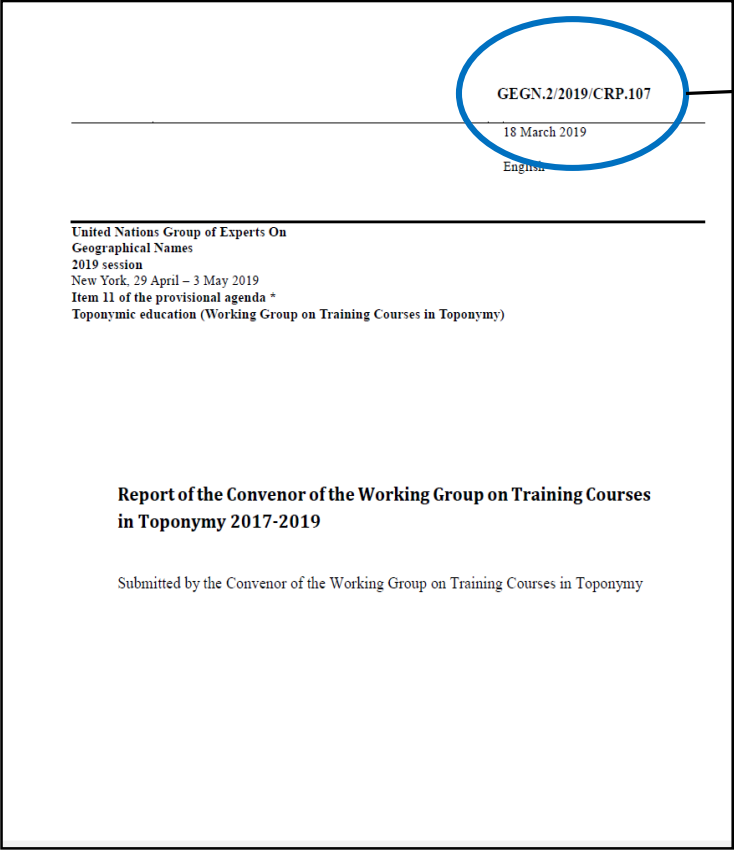 GEGN.2/2019/CRP.107
18 March 2019
English
United Nations Group of Experts On
Geographical Names
2019 session
New York, 29 April – 3 May 2019
Item 11 of the provisional agenda *
Toponymic education (Working Group on Training Courses in Toponymy)
Report of the Convenor of the Working Group on Training Courses
in Toponymy 2017-2019
Submitted by the Convenor of the Working Group on Training Courses in Toponymy